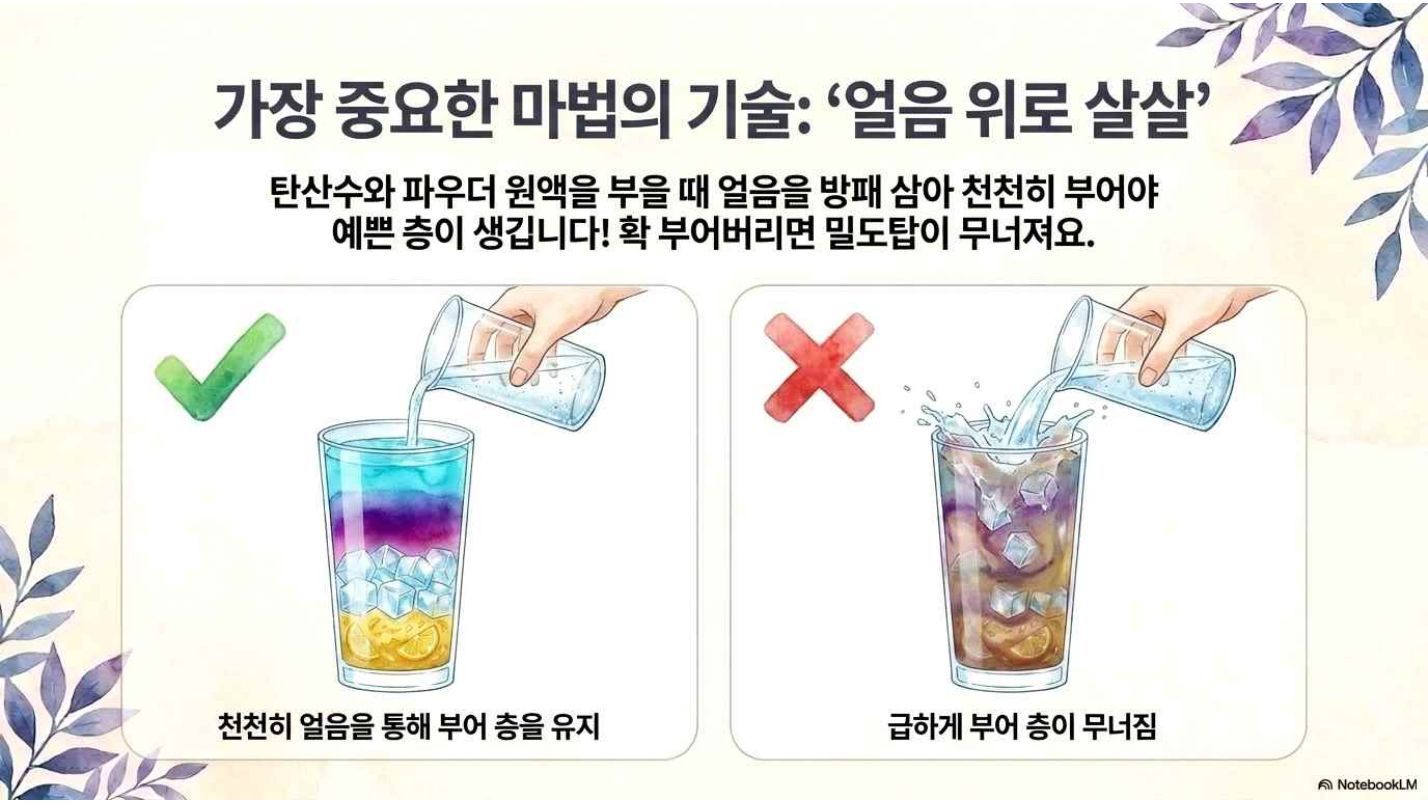 가장 중요한 마법의 기술: ‘얼음 위로 살살’
탄산수와 파우더 원액을 부을 때 얼음을 방패 삼아 천천히 부어야
예쁜 층이 생깁니다! 확 부어버리면 밀도탑이 무너져요.
천천히 얼음을 통해 부어 층을 유지
급하게 부어 층이 무너짐
NotebookLM